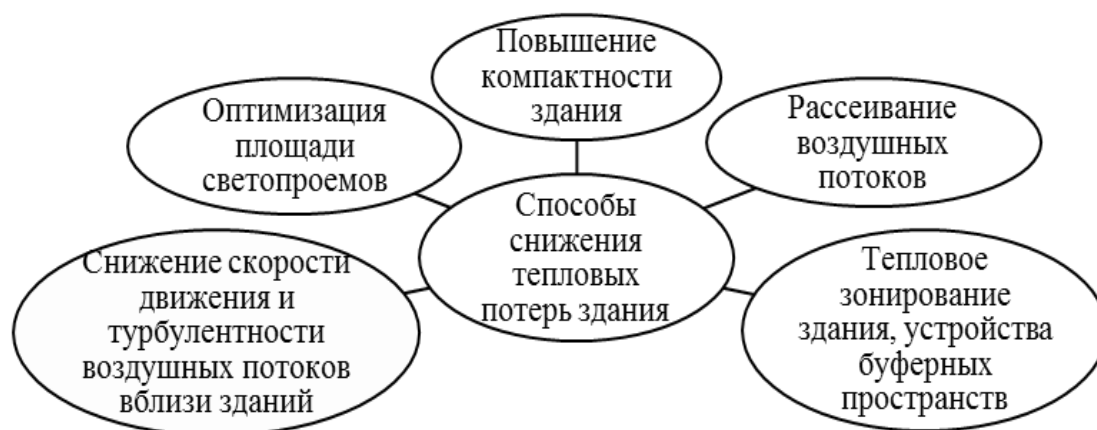 Повышение
компактности
здания
Оптимизация
площади
светопроемов
Рассеивание
воздушных
потоков
Способы
снижения
тепловых
потерь здания
Снижение скорости
движения и
турбулентности
воздушных потоков
вблизи зданий
Тепловое
зонирование
здания, устройства
буферных
пространств